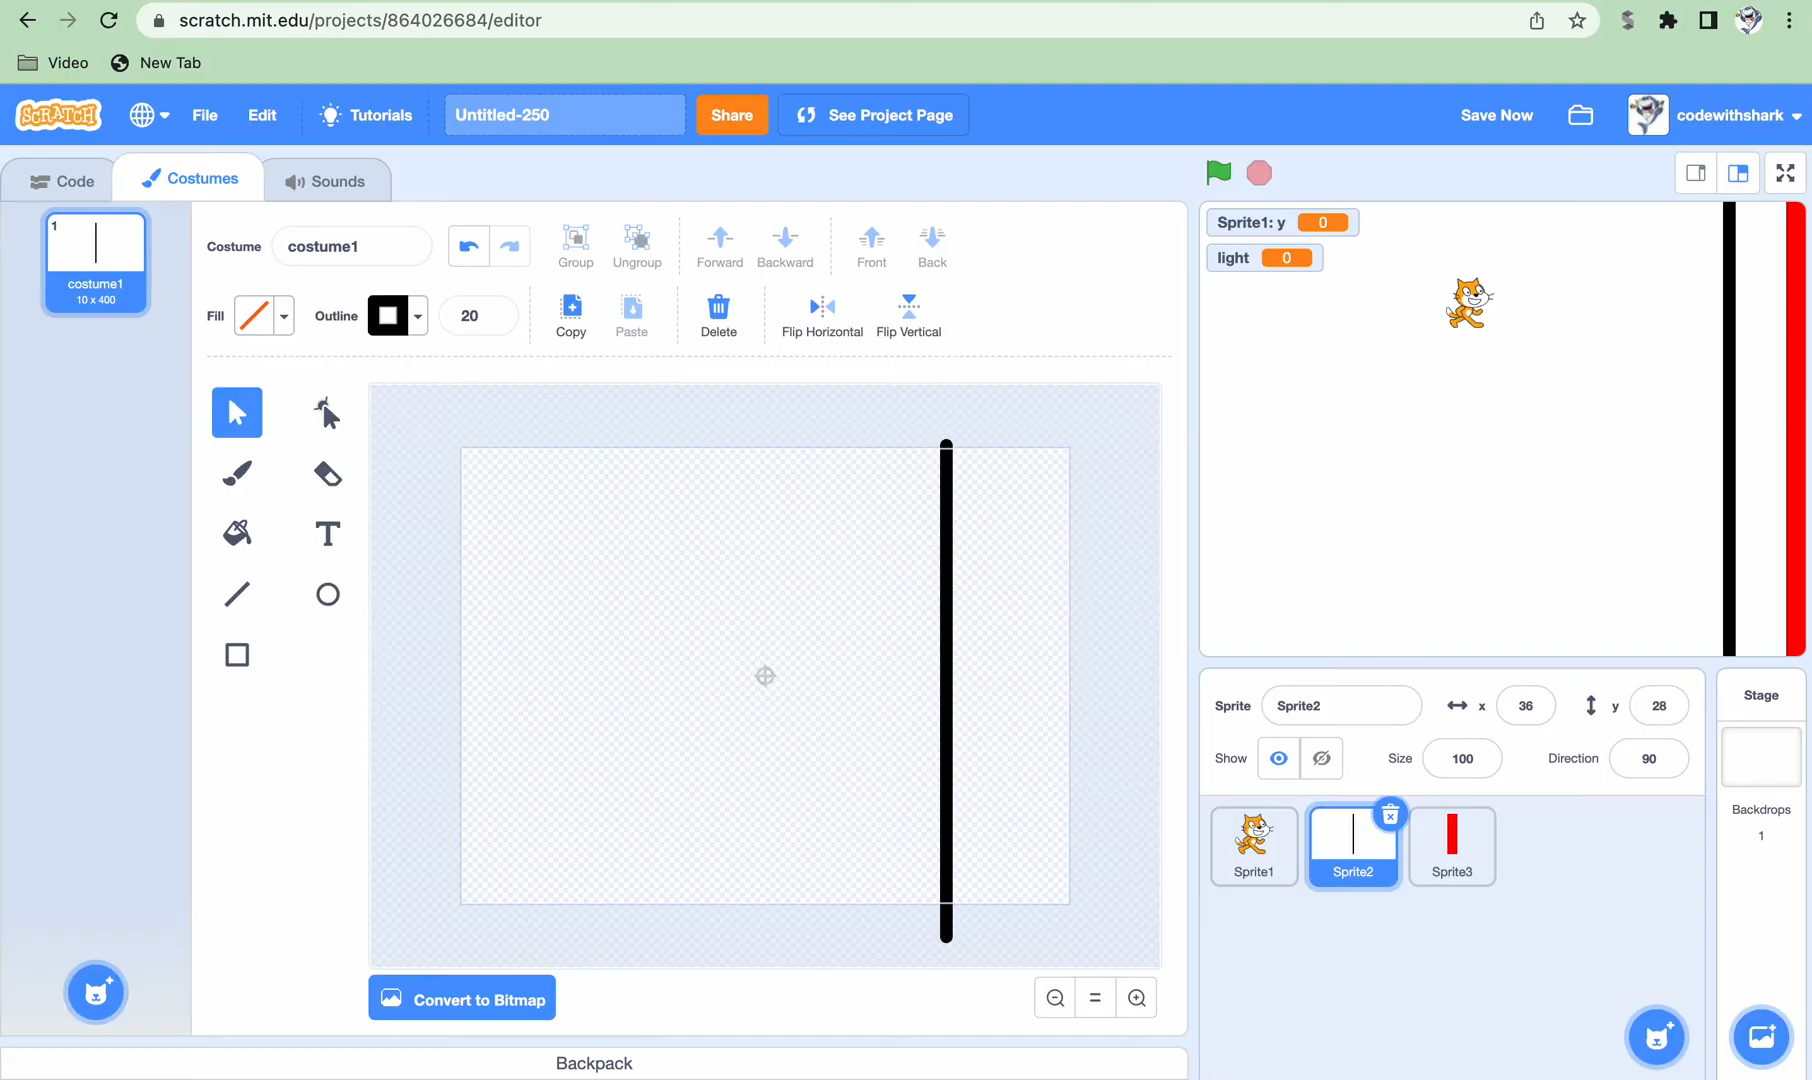 scratch.mit.edu/projects/864026684/editor
Video New Tab
SCRATCH File Edit Tutorials Untitled-250 Share See Project Page Save Now codewithshark
Code Costumes Sounds
1
costume1
10 x 400
Costume costume1 Group Ungroup Forward Backward Front Back
Fill Outline 20 Copy Paste Delete Flip Horizontal Flip Vertical
T
Convert to Bitmap
Backpack
Sprite1: y 0
light 0
Sprite Sprite2 x 36 y 28
Show Size 100 Direction 90
Sprite1 Sprite2 Sprite3
Stage
Backdrops
1